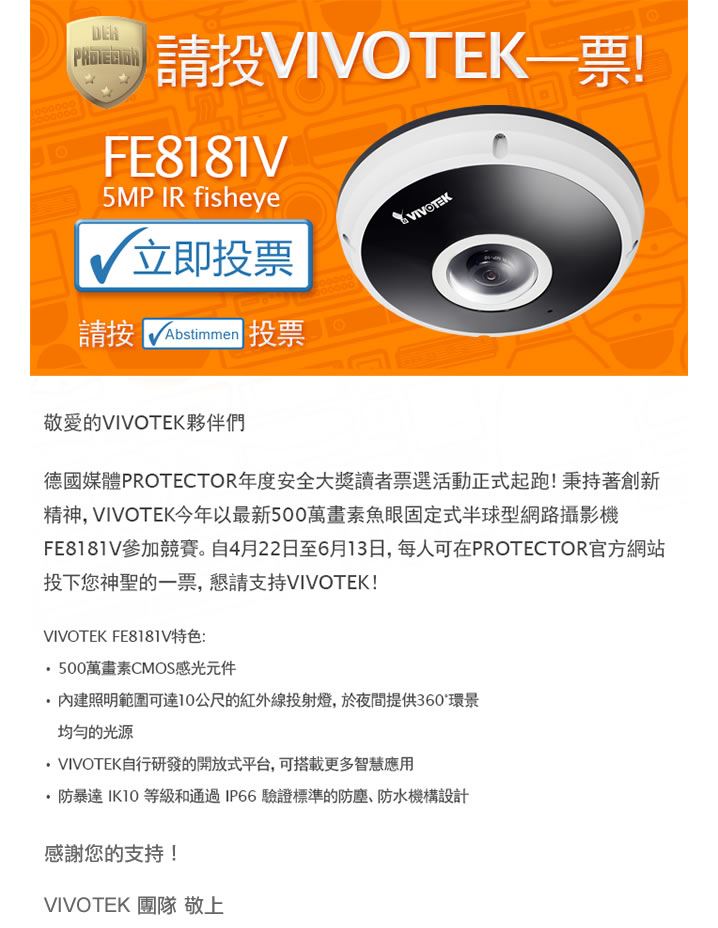 DER
PROTECTOR
請投VIVOTEK一票!
FE8181V
5MP IR fisheye
VIVOTEK
立即投票
請按 Abstimmen 投票
敬愛的VIVOTEK夥伴們
德國媒體PROTECTOR年度安全大獎讀者票選活動正式起跑! 秉持著創新
精神, VIVOTEK今年以最新500萬畫素魚眼固定式半球型網路攝影機
FE8181V參加競賽。自4月22日至6月13日, 每人可在PROTECTOR官方網站
投下您神聖的一票, 懇請支持VIVOTEK!
VIVOTEK FE8181V特色:
• 500萬畫素CMOS感光元件
• 內建照明範圍可達10公尺的紅外線投射燈, 於夜間提供360°環景
均勻的光源
• VIVOTEK自行研發的開放式平台, 可搭載更多智慧應用
• 防暴達 IK10 等級和通過 IP66 驗證標準的防塵、防水機構設計
感謝您的支持！
VIVOTEK 團隊 敬上